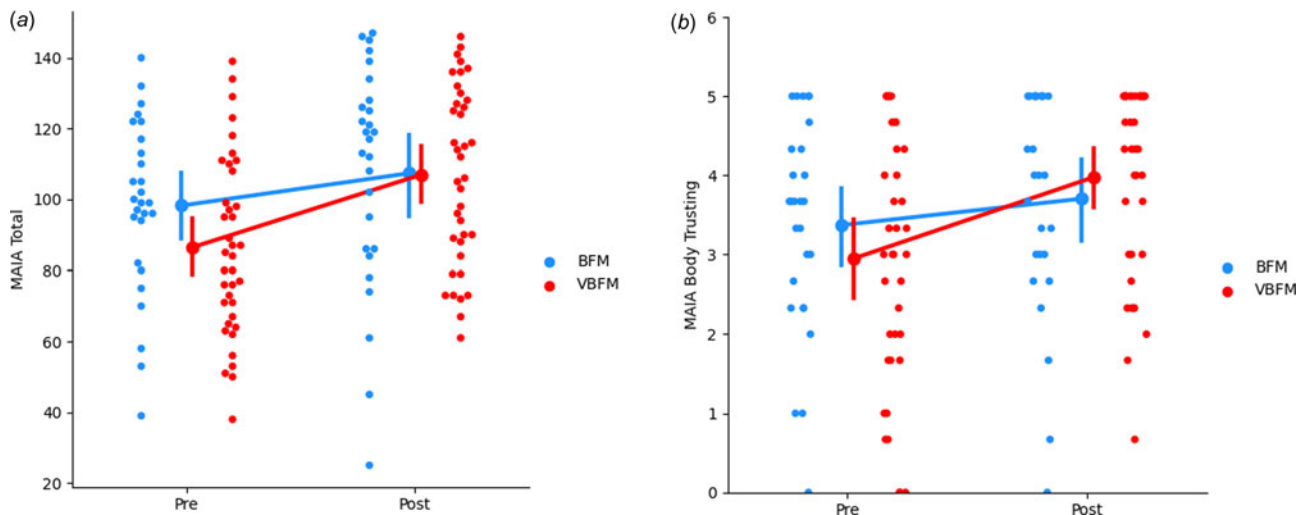 (a)
MAIA Total
140
120
100
80
60
40
20
Pre
Post
BFM
VBFM
(b)
MAIA Body Trusting
6
5
4
3
2
1
0
Pre
Post
BFM
VBFM